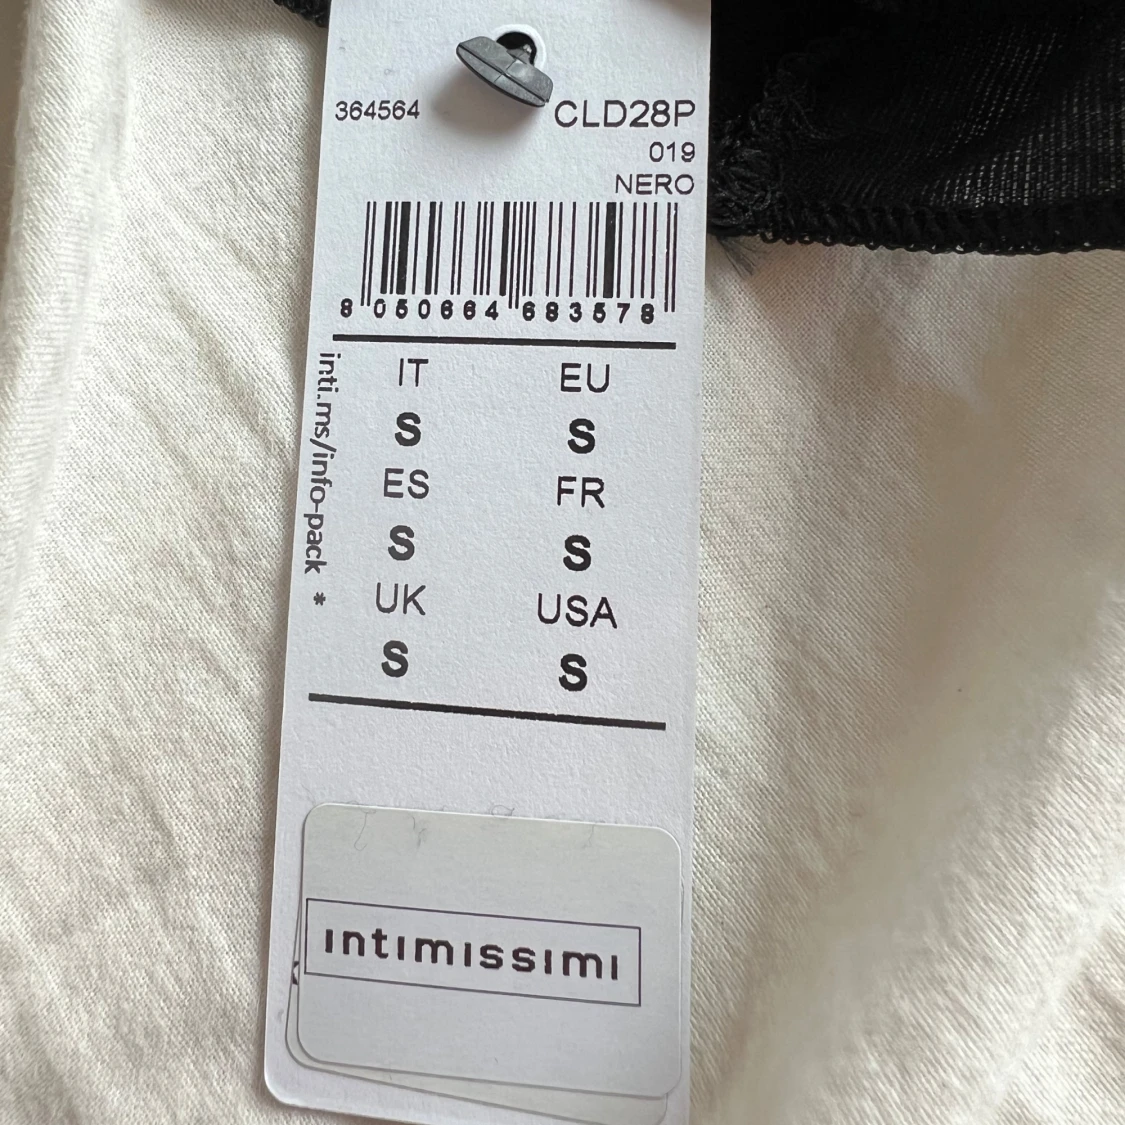 364564
CLD28P
019
NERO
8 050664 683578
inti.ms/info-pack *
IT EU
S S
ES FR
S S
UK USA
S S
intimissimi